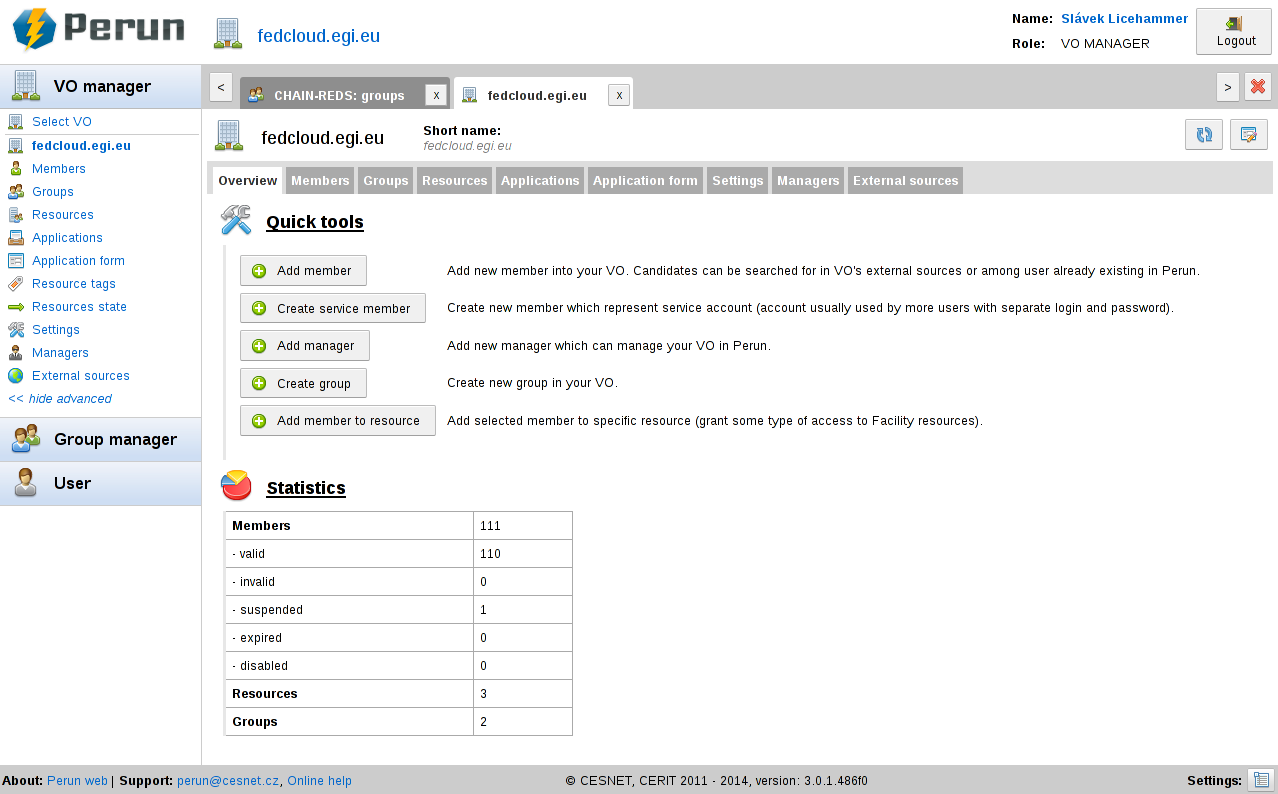 Perun
fedcloud.egi.eu
Name: Slávek Licehammer
Role: VO MANAGER
Logout
VO manager
Select VO
fedcloud.egi.eu
Members
Groups
Resources
Applications
Application form
Resource tags
Resources state
Settings
Managers
External sources
<< hide advanced
Group manager
User
< CHAIN-REDS: groups x fedcloud.egi.eu x >
fedcloud.egi.eu
Short name:
fedcloud.egi.eu
Overview Members Groups Resources Applications Application form Settings Managers External sources
Quick tools
Add member Add new member into your VO. Candidates can be searched for in VO's external sources or among user already existing in Perun.
Create service member Create new member which represent service account (account usually used by more users with separate login and password).
Add manager Add new manager which can manage your VO in Perun.
Create group Create new group in your VO.
Add member to resource Add selected member to specific resource (grant some type of access to Facility resources).
Statistics
Members 111
- valid 110
- invalid 0
- suspended 1
- expired 0
- disabled 0
Resources 3
Groups 2
About: Perun web | Support: perun@cesnet.cz, Online help © CESNET, CERIT 2011 - 2014, version: 3.0.1.486f0 Settings: